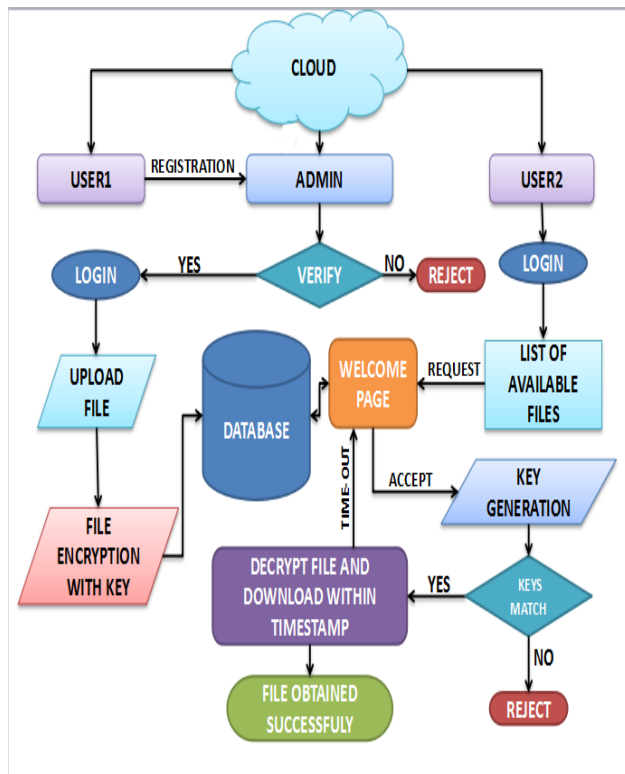 CLOUD
USER1
REGISTRATION
ADMIN
USER2
LOGIN
YES
VERIFY
NO
REJECT
LOGIN
UPLOAD
FILE
DATABASE
WELCOME
PAGE
REQUEST
LIST OF
AVAILABLE
FILES
TIME-OUT
ACCEPT
KEY
GENERATION
FILE
ENCRYPTION
WITH KEY
DECRYPT FILE AND
DOWNLOAD WITHIN
TIMESTAMP
YES
KEYS
MATCH
NO
FILE OBTAINED
SUCCESSFULY
REJECT